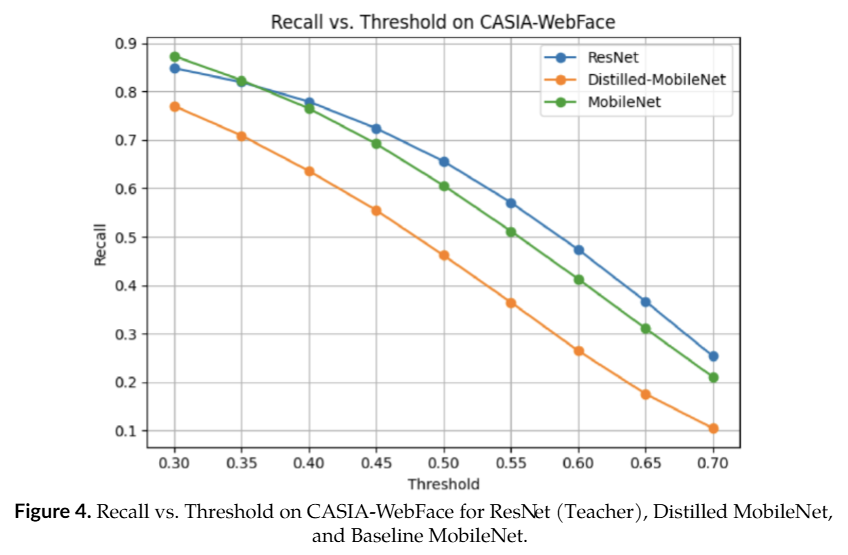 Recall vs. Threshold on CASIA-WebFace
ResNet
Distilled-MobileNet
MobileNet
Recall
0.9
0.8
0.7
0.6
0.5
0.4
0.3
0.2
0.1
0.30 0.35 0.40 0.45 0.50 0.55 0.60 0.65 0.70
Threshold
Figure 4. Recall vs. Threshold on CASIA-WebFace for ResNet (Teacher), Distilled MobileNet,
and Baseline MobileNet.